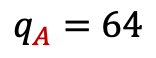 q_A = 64